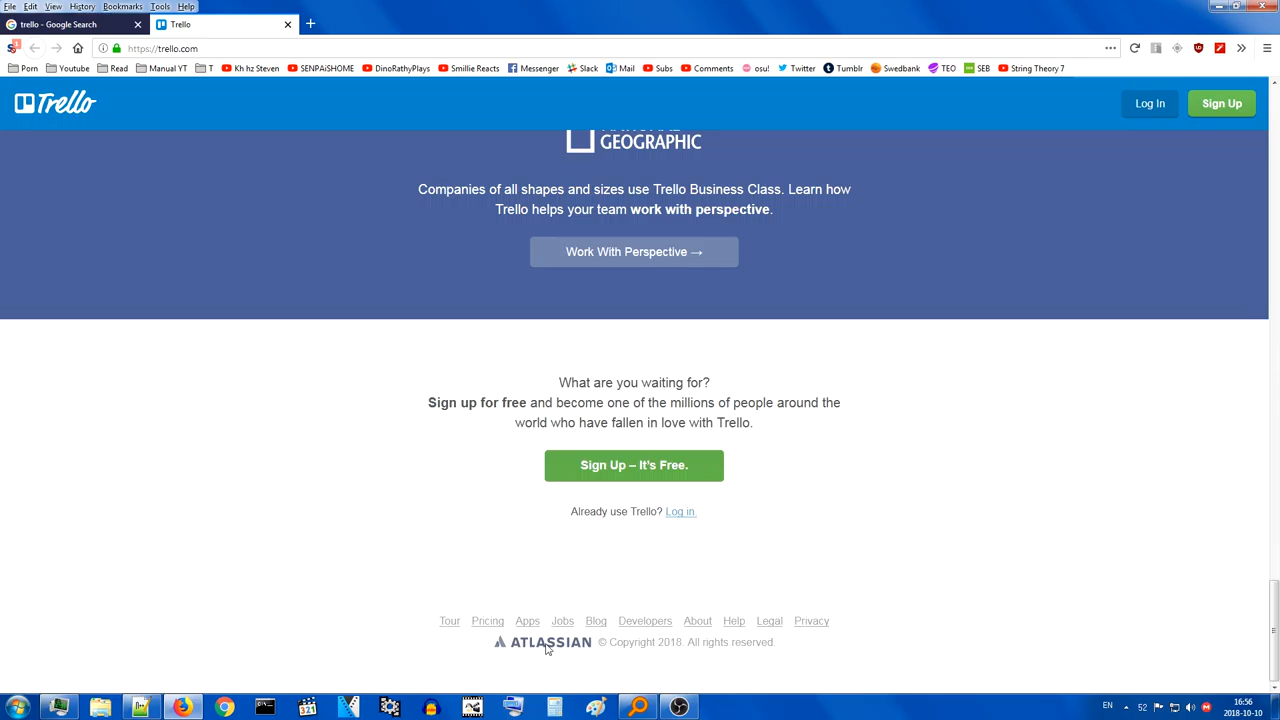 File Edit View History Bookmarks Tools Help
trello - Google Search
Trello
https://trello.com
Porn Youtube Read Manual YT T Kh hz Steven SENPAiSHOME DinoRathyPlays Smillie Reacts Messenger Slack Mail Subs Comments osu! Twitter Tumblr Swedbank TEO SEB String Theory 7
Trello
Log In
Sign Up
GEOGRAPHIC
Companies of all shapes and sizes use Trello Business Class. Learn how
Trello helps your team work with perspective.
Work With Perspective →
What are you waiting for?
Sign up for free and become one of the millions of people around the
world who have fallen in love with Trello.
Sign Up – It's Free.
Already use Trello? Log in.
Tour Pricing Apps Jobs Blog Developers About Help Legal Privacy
ATLASSIAN © Copyright 2018. All rights reserved.
321
EN
52
16:56
2018-10-10